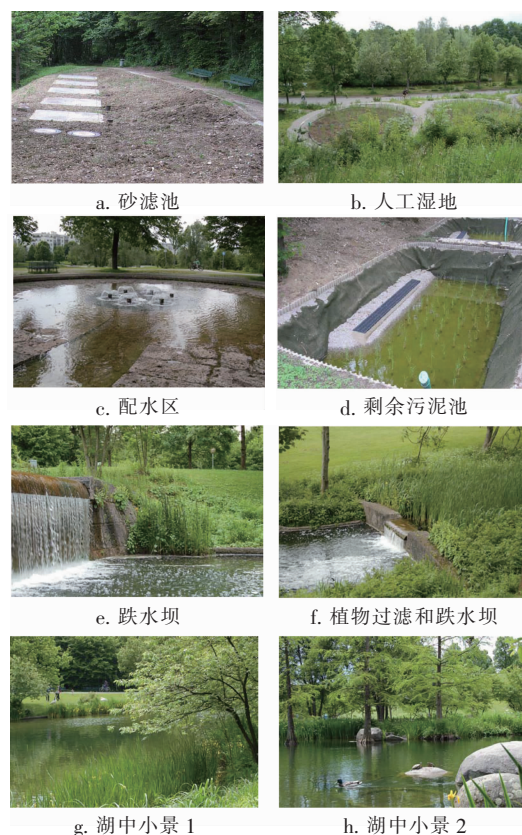 a. 砂滤池
b. 人工湿地
c. 配水区
d. 剩余污泥池
e. 跌水坝
f. 植物过滤和跌水坝
g. 湖中小景 1
h. 湖中小景 2